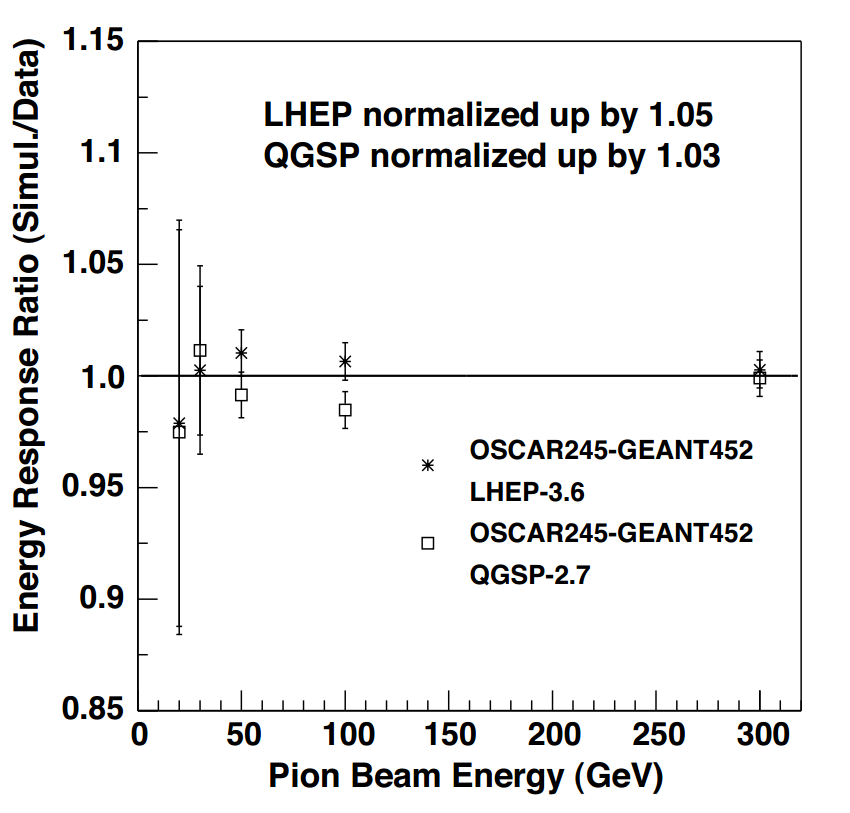 1.15
LHEP normalized up by 1.05
QGSP normalized up by 1.03
1.1
1.05
1.0
0.95
0.9
0.85
Energy Response Ratio (Simul./Data)
OSCAR245-GEANT452
LHEP-3.6
OSCAR245-GEANT452
QGSP-2.7
0 50 100 150 200 250 300
Pion Beam Energy (GeV)